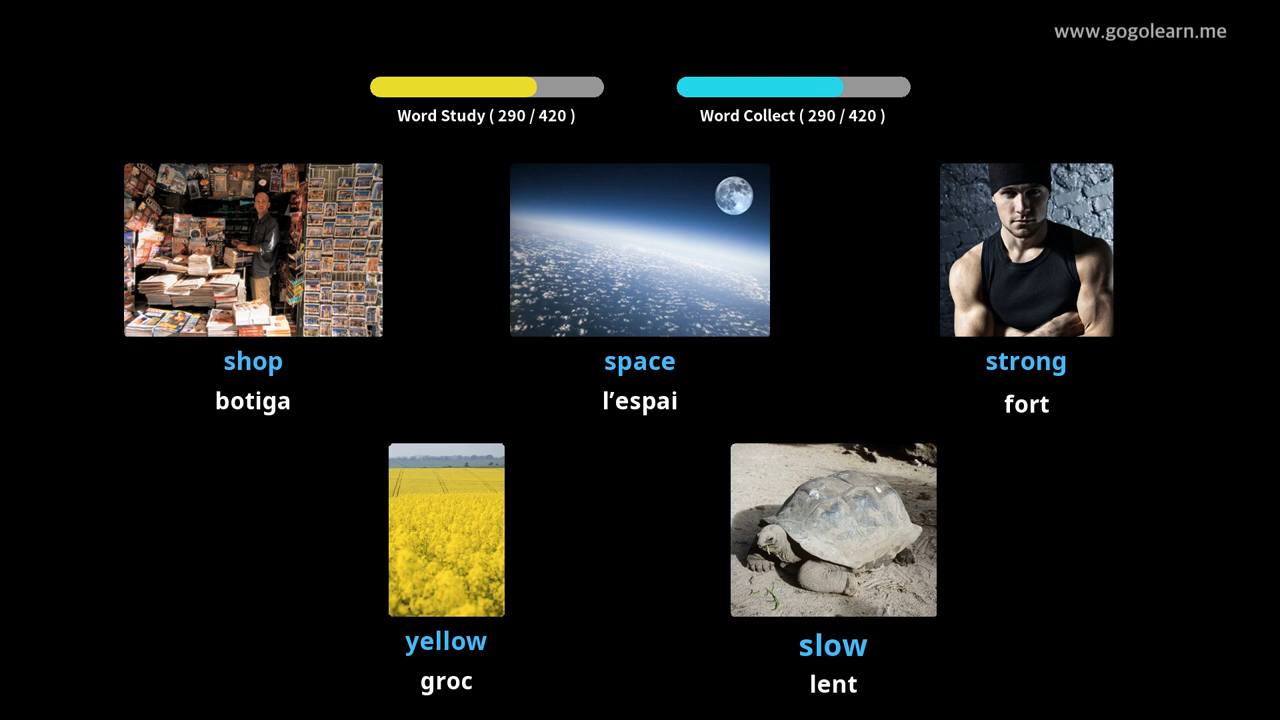 www.gogolearn.me
Word Study ( 290 / 420 )
Word Collect ( 290 / 420 )
shop
botiga
space
l’espai
strong
fort
yellow
groc
slow
lent